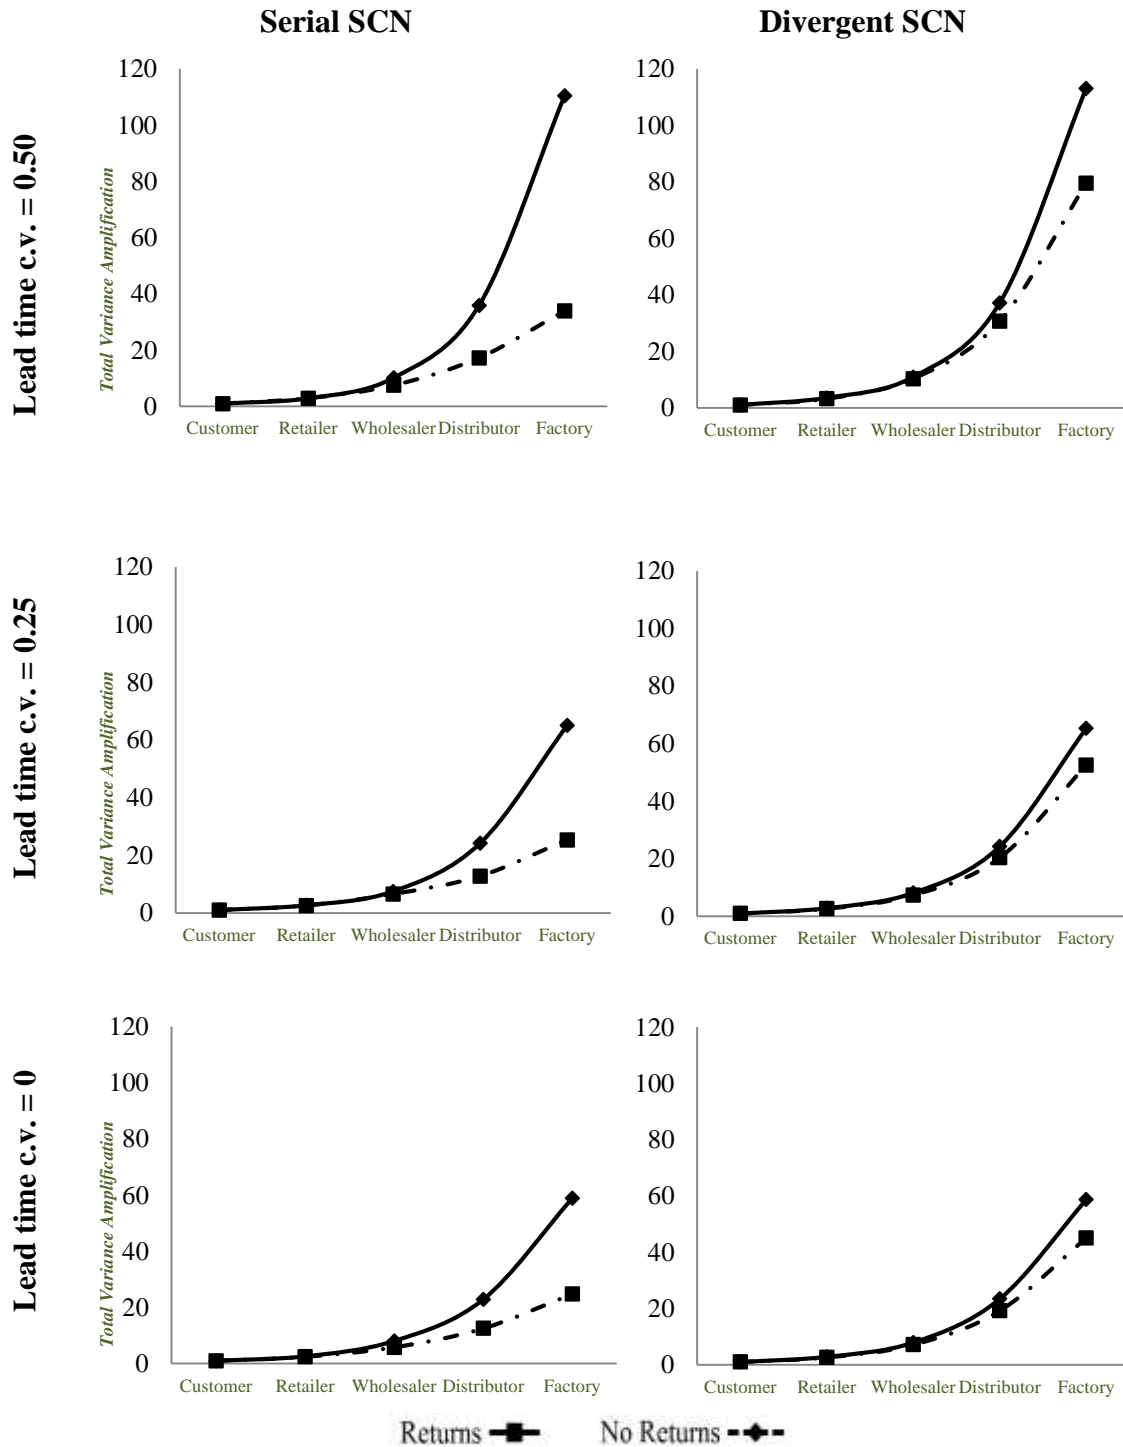 Serial SCN
Divergent SCN
Lead time c.v. = 0.50
Total Variance Amplification
120
100
80
60
40
20
0
Customer Retailer Wholesaler Distributor Factory
120
100
80
60
40
20
0
Customer Retailer Wholesaler Distributor Factory
Lead time c.v. = 0.25
Total Variance Amplification
120
100
80
60
40
20
0
Customer Retailer Wholesaler Distributor Factory
120
100
80
60
40
20
0
Customer Retailer Wholesaler Distributor Factory
Lead time c.v. = 0
Total Variance Amplification
120
100
80
60
40
20
0
Customer Retailer Wholesaler Distributor Factory
120
100
80
60
40
20
0
Customer Retailer Wholesaler Distributor Factory
Returns No Returns